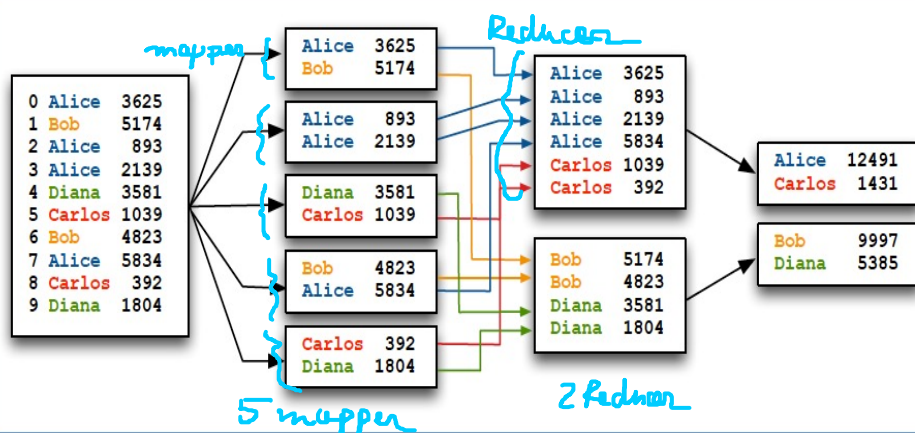 mapper
Reducer
0 Alice 3625
1 Bob 5174
2 Alice 893
3 Alice 2139
4 Diana 3581
5 Carlos 1039
6 Bob 4823
7 Alice 5834
8 Carlos 392
9 Diana 1804
Alice 3625
Bob 5174
Alice 893
Alice 2139
Diana 3581
Carlos 1039
Bob 4823
Alice 5834
Carlos 392
Diana 1804
5 mapper
Alice 3625
Alice 893
Alice 2139
Alice 5834
Carlos 1039
Carlos 392
Bob 5174
Bob 4823
Diana 3581
Diana 1804
2 Reducer
Alice 12491
Carlos 1431
Bob 9997
Diana 5385